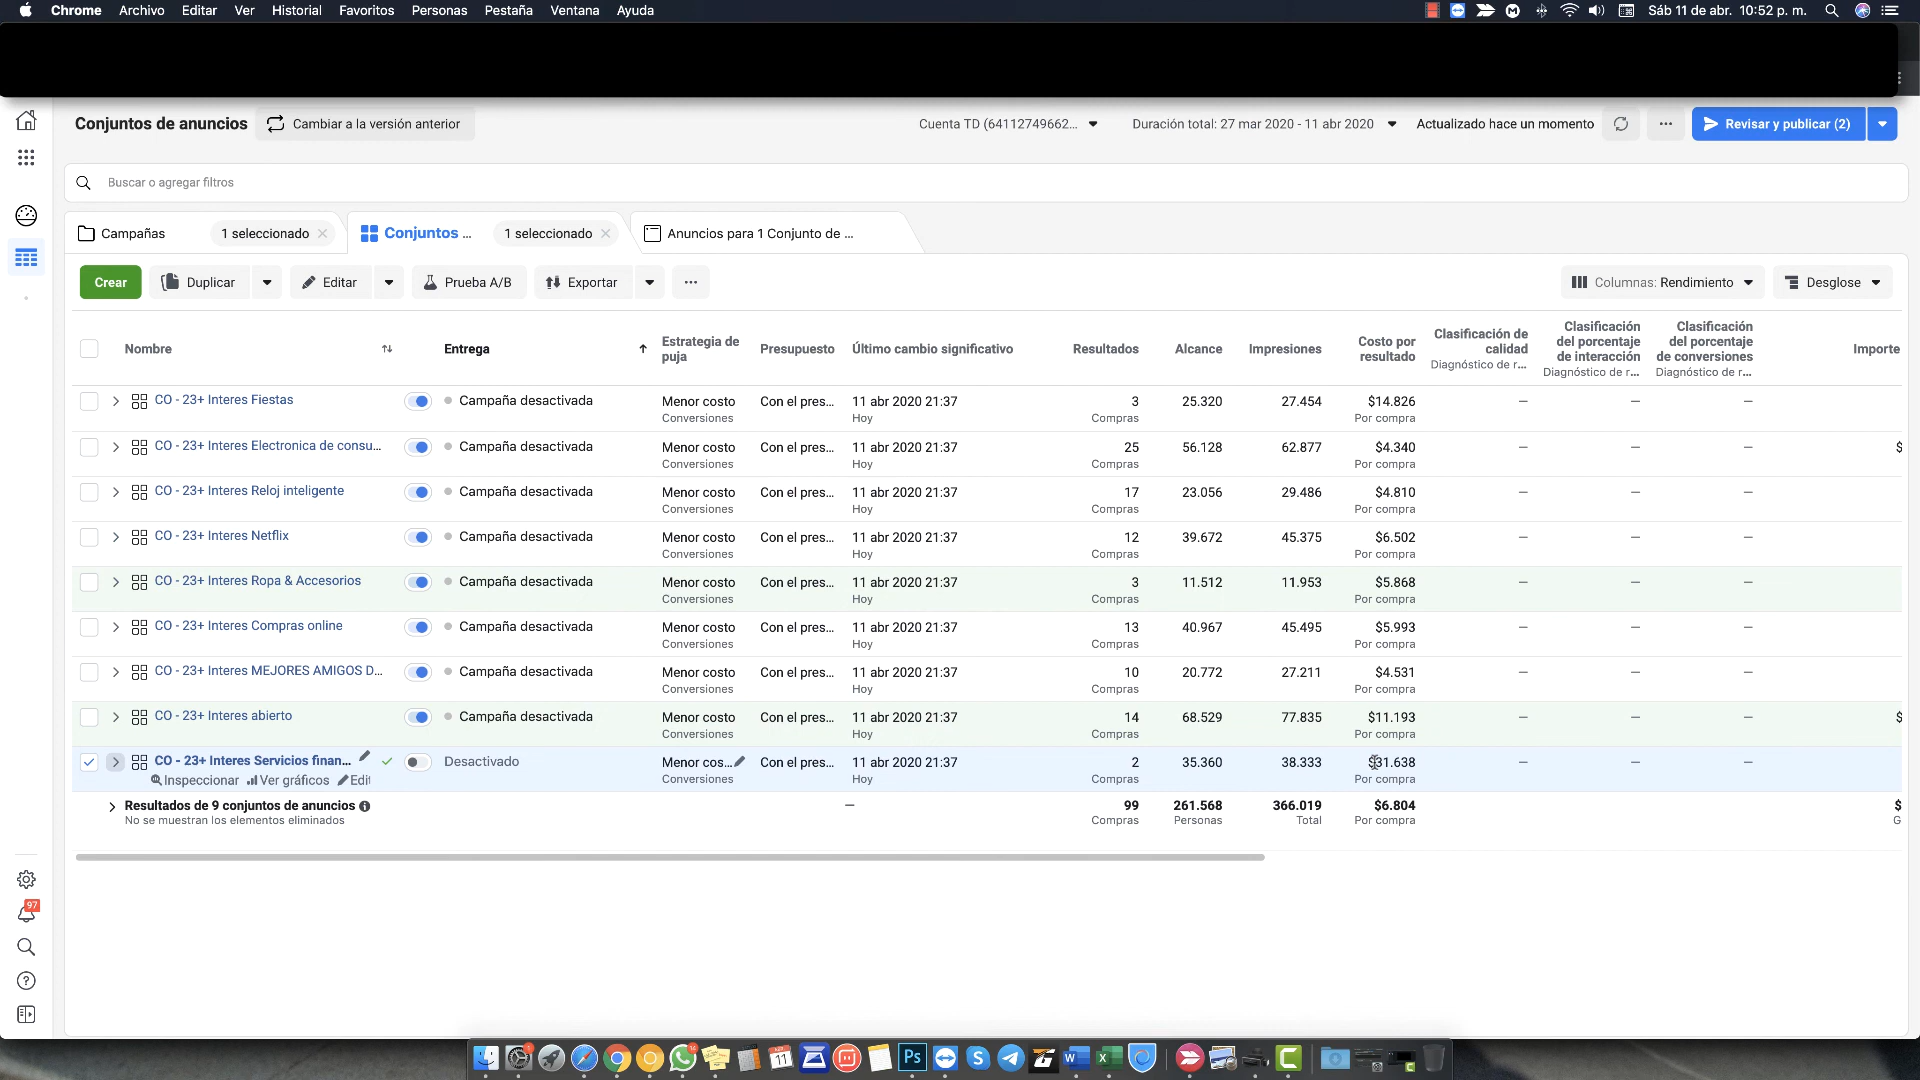 Chrome Archivo Editar Ver Historial Favoritos Personas Pestaña Ventana Ayuda Sáb 11 de abr. 10:52 p. m.
Conjuntos de anuncios Cambiar a la versión anterior Cuenta TD (64112749662... Duración total: 27 mar 2020 - 11 abr 2020 Actualizado hace un momento Revisar y publicar (2)
Buscar o agregar filtros
Campañas 1 seleccionado Conjuntos ... 1 seleccionado Anuncios para 1 Conjunto de ...
Crear Duplicar Editar Prueba A/B Exportar Columnas: Rendimiento Desglose
Nombre Entrega Estrategia de puja Presupuesto Último cambio significativo Resultados Alcance Impresiones Costo por resultado Clasificación de calidad Diagnóstico de r... Clasificación del porcentaje de interacción Diagnóstico de r... Clasificación del porcentaje de conversiones Diagnóstico de r... Importe
CO - 23+ Interes Fiestas Campaña desactivada Menor costo Con el pres... 11 abr 2020 21:37 3 25.320 27.454 $14.826 — — —
Conversiones Hoy Compras Por compra
CO - 23+ Interes Electronica de consu... Campaña desactivada Menor costo Con el pres... 11 abr 2020 21:37 25 56.128 62.877 $4.340 — — — $
Conversiones Hoy Compras Por compra
CO - 23+ Interes Reloj inteligente Campaña desactivada Menor costo Con el pres... 11 abr 2020 21:37 17 23.056 29.486 $4.810 — — —
Conversiones Hoy Compras Por compra
CO - 23+ Interes Netflix Campaña desactivada Menor costo Con el pres... 11 abr 2020 21:37 12 39.672 45.375 $6.502 — — —
Conversiones Hoy Compras Por compra
CO - 23+ Interes Ropa & Accesorios Campaña desactivada Menor costo Con el pres... 11 abr 2020 21:37 3 11.512 11.953 $5.868 — — —
Conversiones Hoy Compras Por compra
CO - 23+ Interes Compras online Campaña desactivada Menor costo Con el pres... 11 abr 2020 21:37 13 40.967 45.495 $5.993 — — —
Conversiones Hoy Compras Por compra
CO - 23+ Interes MEJORES AMIGOS D... Campaña desactivada Menor costo Con el pres... 11 abr 2020 21:37 10 20.772 27.211 $4.531 — — —
Conversiones Hoy Compras Por compra
CO - 23+ Interes abierto Campaña desactivada Menor costo Con el pres... 11 abr 2020 21:37 14 68.529 77.835 $11.193 — — — $
Conversiones Hoy Compras Por compra
CO - 23+ Interes Servicios finan... Desactivado Menor cos... Con el pres... 11 abr 2020 21:37 2 35.360 38.333 $31.638 — — —
Inspeccionar Ver gráficos Edit Conversiones Hoy Compras Por compra
Resultados de 9 conjuntos de anuncios — 99 261.568 366.019 $6.804 $
No se muestran los elementos eliminados Compras Personas Total Por compra G
97
Ps
11